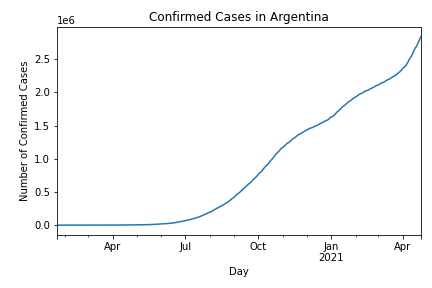 Confirmed Cases in Argentina
1e6
Number of Confirmed Cases
2.5
2.0
1.5
1.0
0.5
0.0
Apr Jul Oct Jan Apr
2021
Day